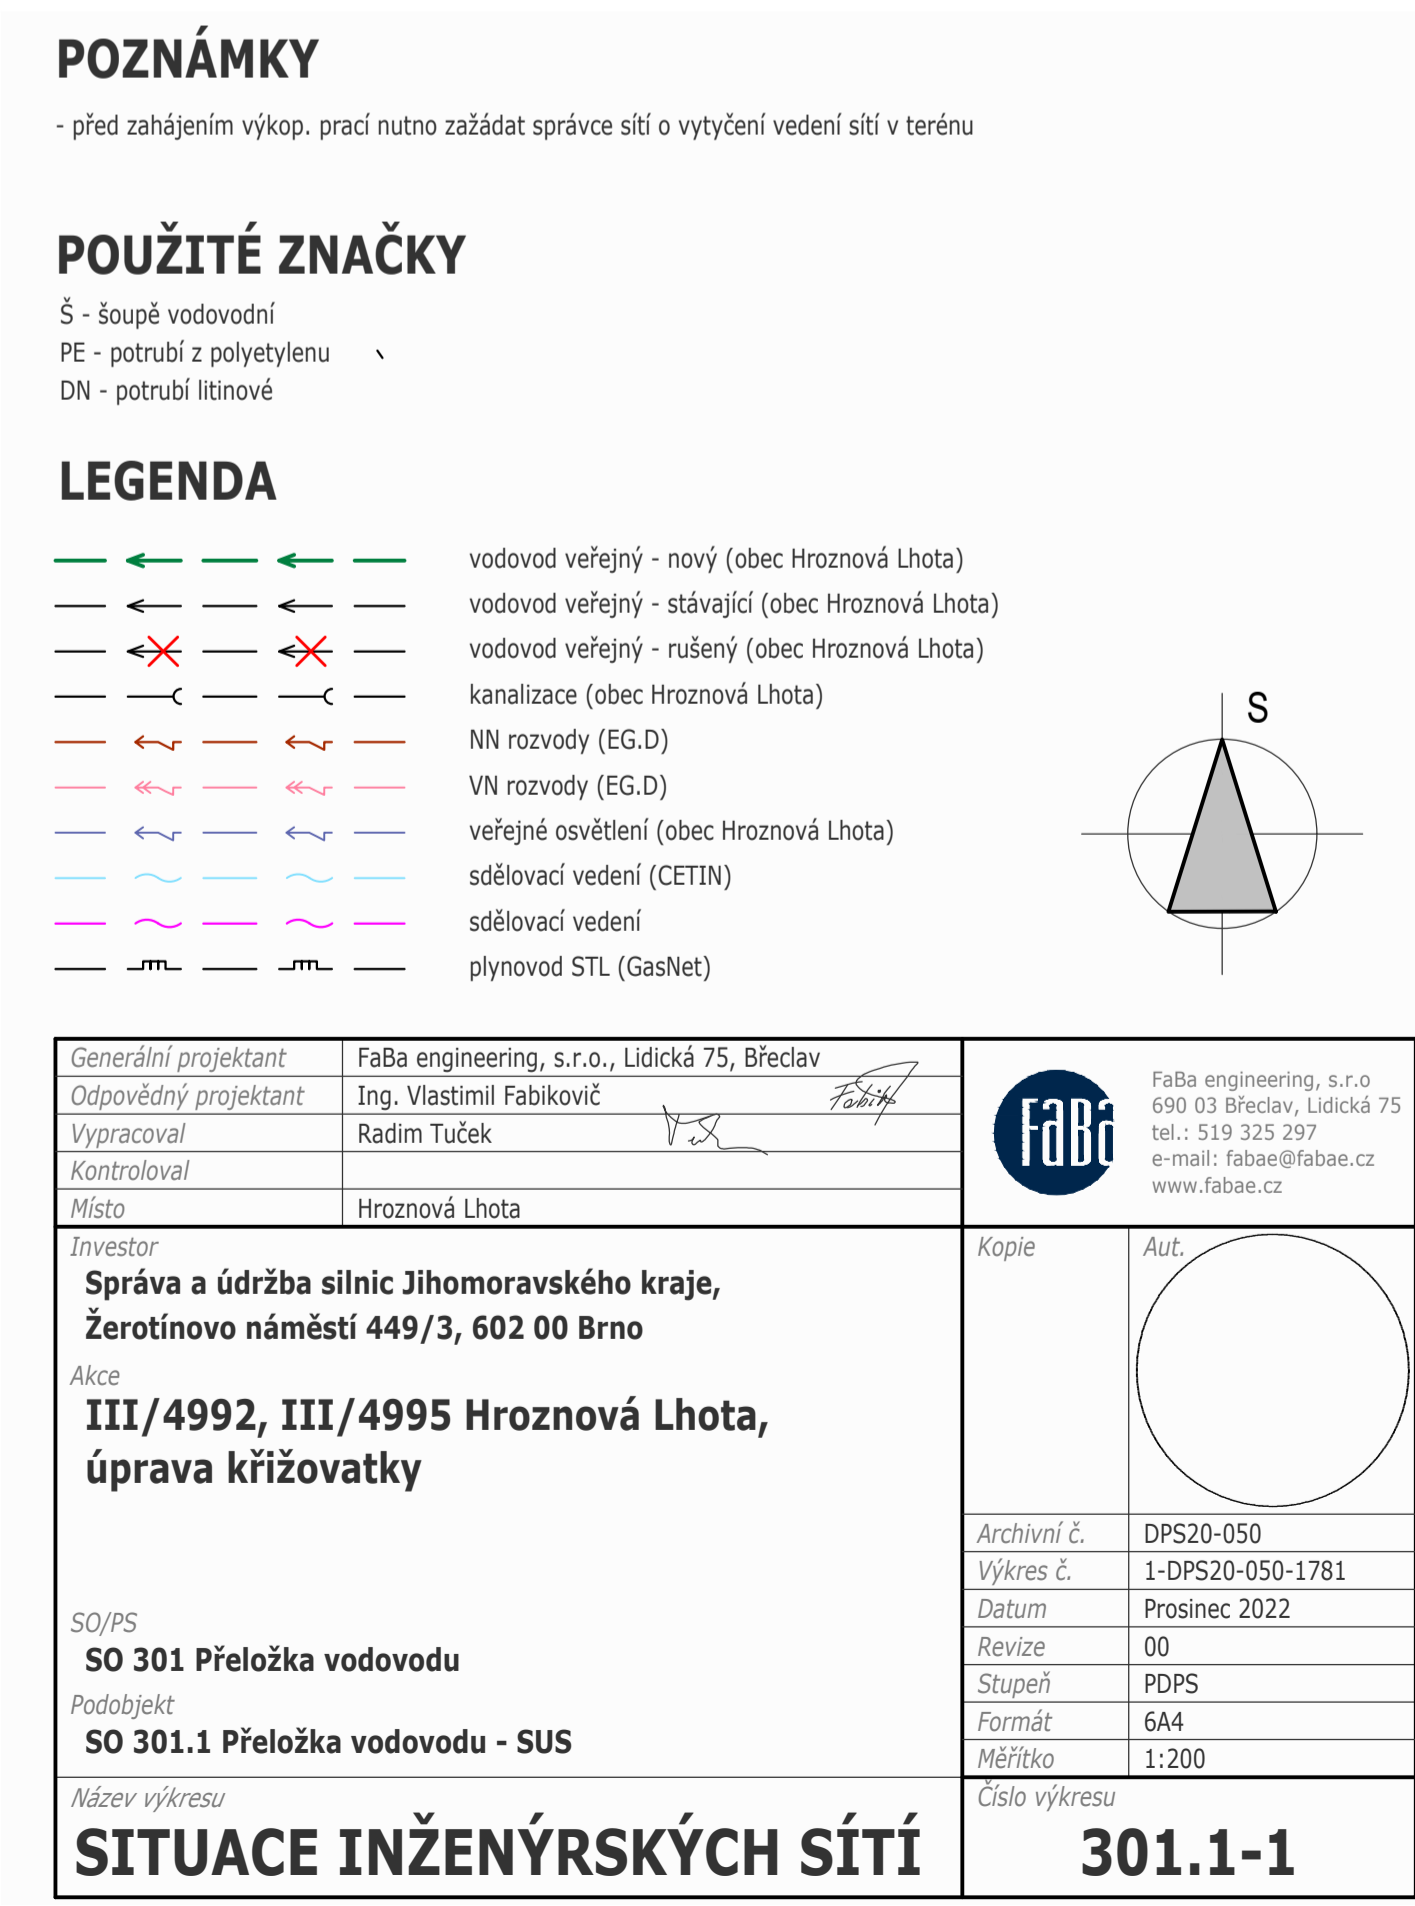 POZNÁMKY
- před zahájením výkop. prací nutno zažádat správce sítí o vytyčení vedení sítí v terénu
POUŽITÉ ZNAČKY
Š - šoupě vodovodní
PE - potrubí z polyetylenu
DN - potrubí litinové
LEGENDA
vodovod veřejný - nový (obec Hroznová Lhota)
vodovod veřejný - stávající (obec Hroznová Lhota)
vodovod veřejný - rušený (obec Hroznová Lhota)
kanalizace (obec Hroznová Lhota)
NN rozvody (EG.D)
VN rozvody (EG.D)
veřejné osvětlení (obec Hroznová Lhota)
sdělovací vedení (CETIN)
sdělovací vedení
plynovod STL (GasNet)
S
Generální projektant FaBa engineering, s.r.o., Lidická 75, Břeclav
Odpovědný projektant Ing. Vlastimil Fabikovič
Vypracoval Radim Tuček
Kontroloval
Místo Hroznová Lhota
FaBa
FaBa engineering, s.r.o
690 03 Břeclav, Lidická 75
tel.: 519 325 297
e-mail: fabae@fabae.cz
www.fabae.cz
Investor
Správa a údržba silnic Jihomoravského kraje,
Žerotínovo náměstí 449/3, 602 00 Brno
Akce
III/4992, III/4995 Hroznová Lhota,
úprava křižovatky
SO/PS
SO 301 Přeložka vodovodu
Podobjekt
SO 301.1 Přeložka vodovodu - SUS
Kopie Aut.
Archivní č. DPS20-050
Výkres č. 1-DPS20-050-1781
Datum Prosinec 2022
Revize 00
Stupeň PDPS
Formát 6A4
Měřítko 1:200
Název výkresu
SITUACE INŽENÝRSKÝCH SÍTÍ
Číslo výkresu
301.1-1